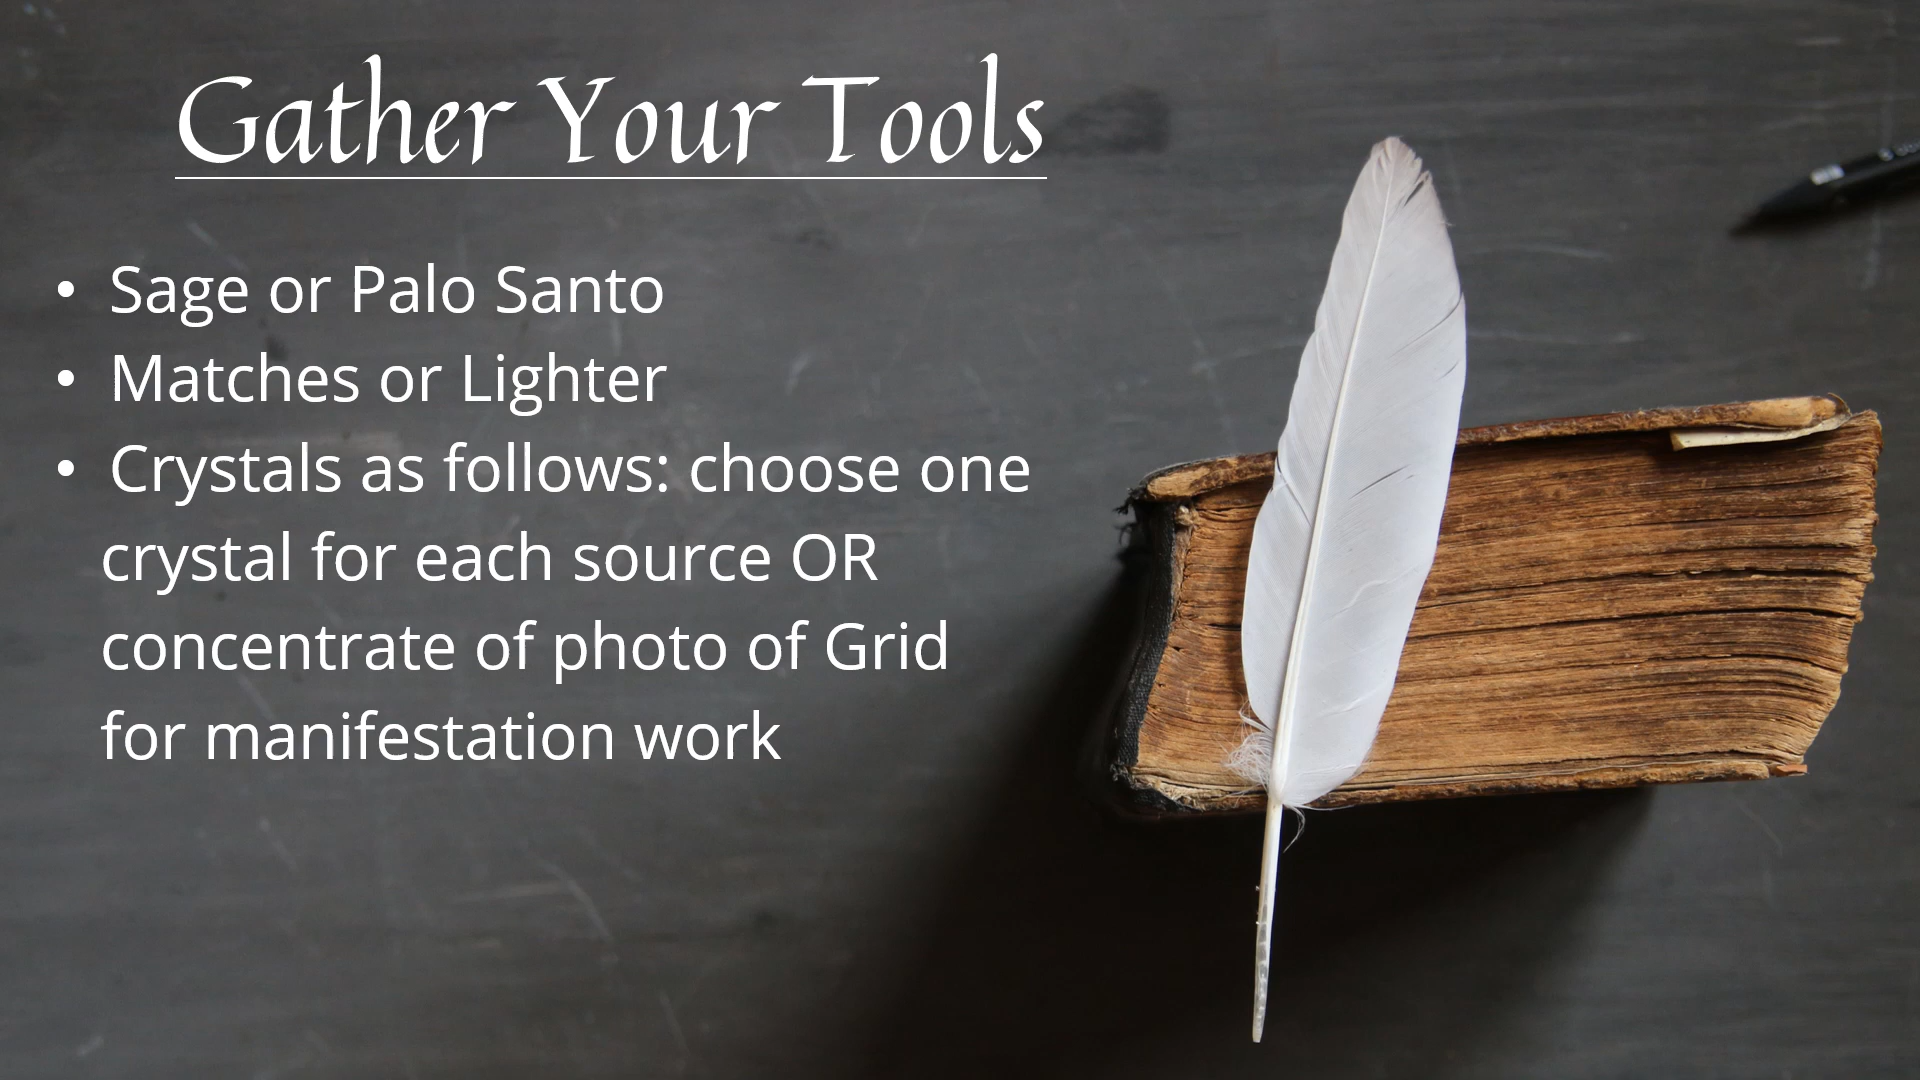 Gather Your Tools
• Sage or Palo Santo
• Matches or Lighter
• Crystals as follows: choose one
crystal for each source OR
concentrate of photo of Grid
for manifestation work